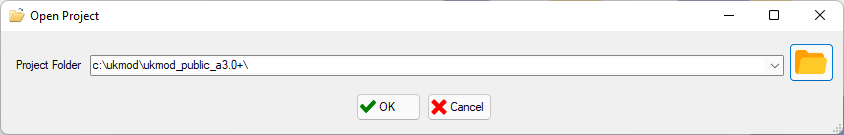 Open Project
Project Folder c:\ukmod\ukmod_public_a3.0+\
OK Cancel